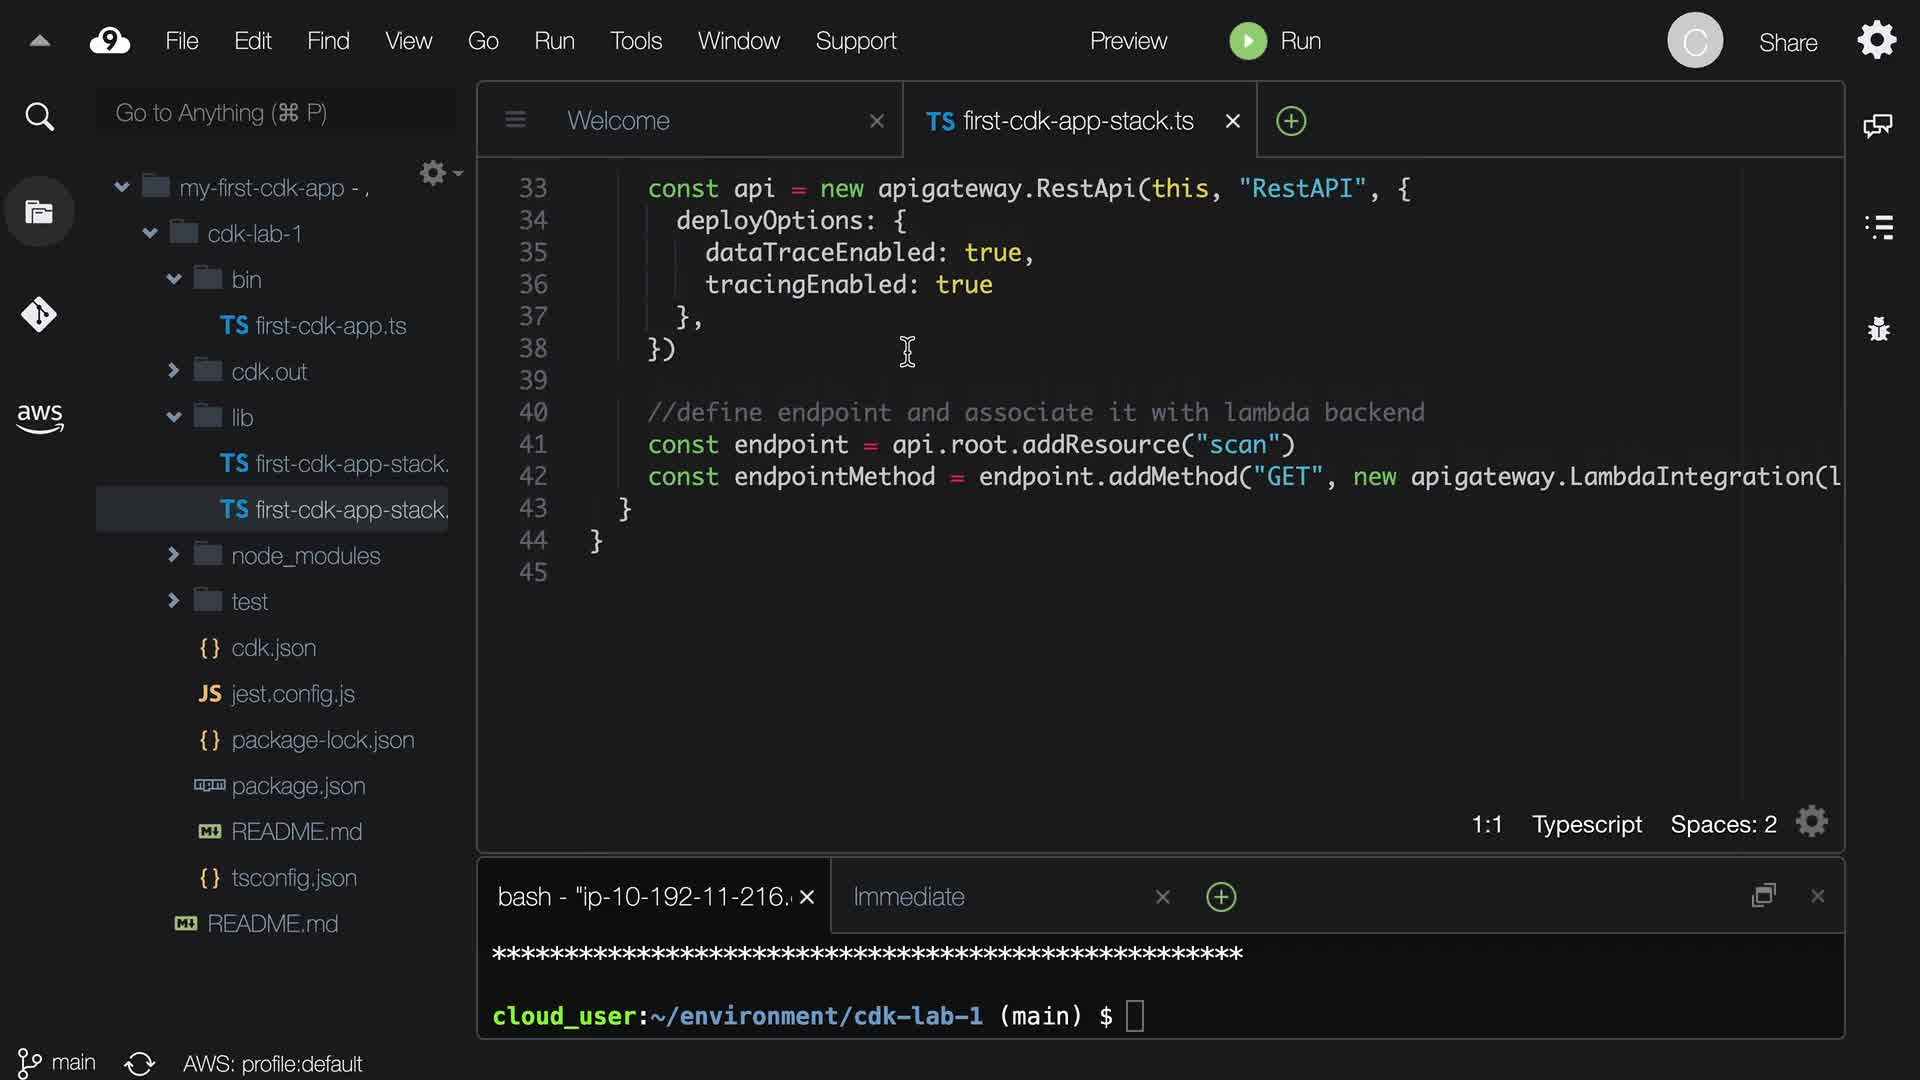 9 File Edit Find View Go Run Tools Window Support Preview Run C Share
Go to Anything (⌘ P)
Welcome
TS first-cdk-app-stack.ts
my-first-cdk-app - ,
cdk-lab-1
bin
TS first-cdk-app.ts
cdk.out
aws
lib
TS first-cdk-app-stack.
TS first-cdk-app-stack.
node_modules
test
{} cdk.json
JS jest.config.js
{} package-lock.json
npm package.json
M README.md
{} tsconfig.json
M README.md
33 const api = new apigateway.RestApi(this, "RestAPI", {
34 deployOptions: {
35 dataTraceEnabled: true,
36 tracingEnabled: true
37 },
38 })
39
40 //define endpoint and associate it with lambda backend
41 const endpoint = api.root.addResource("scan")
42 const endpointMethod = endpoint.addMethod("GET", new apigateway.LambdaIntegration(l
43 }
44 }
45
1:1 Typescript Spaces: 2
bash - "ip-10-192-11-216.
Immediate
****************************************************
cloud_user:~/environment/cdk-lab-1 (main) $
main AWS: profile:default